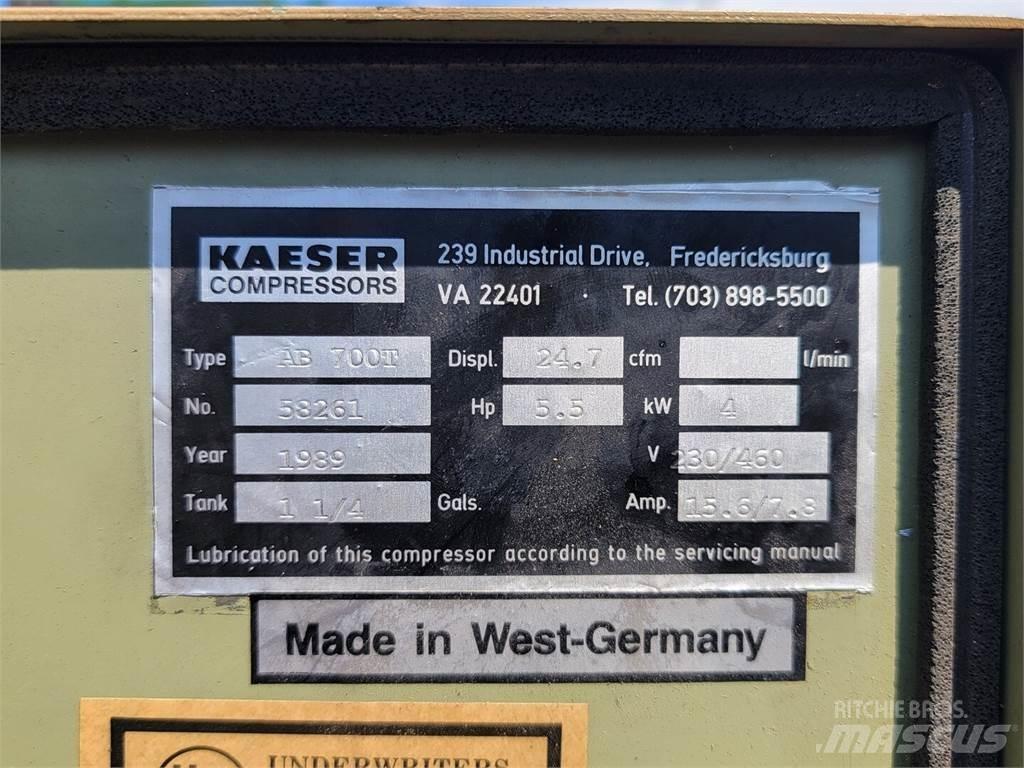 KAESER
COMPRESSORS
239 Industrial Drive, Fredericksburg
VA 22401 · Tel. (703) 898-5500
Type AB 700T Displ. 24.7 cfm l/min
No. 58261 Hp 5.5 kW 4
Year 1989 V 230/460
Tank 1 1/4 Gals. Amp. 15.6/7.8
Lubrication of this compressor according to the servicing manual
Made in West-Germany
UNDERWRITERS
RITCHIE BROS.
MASCUS